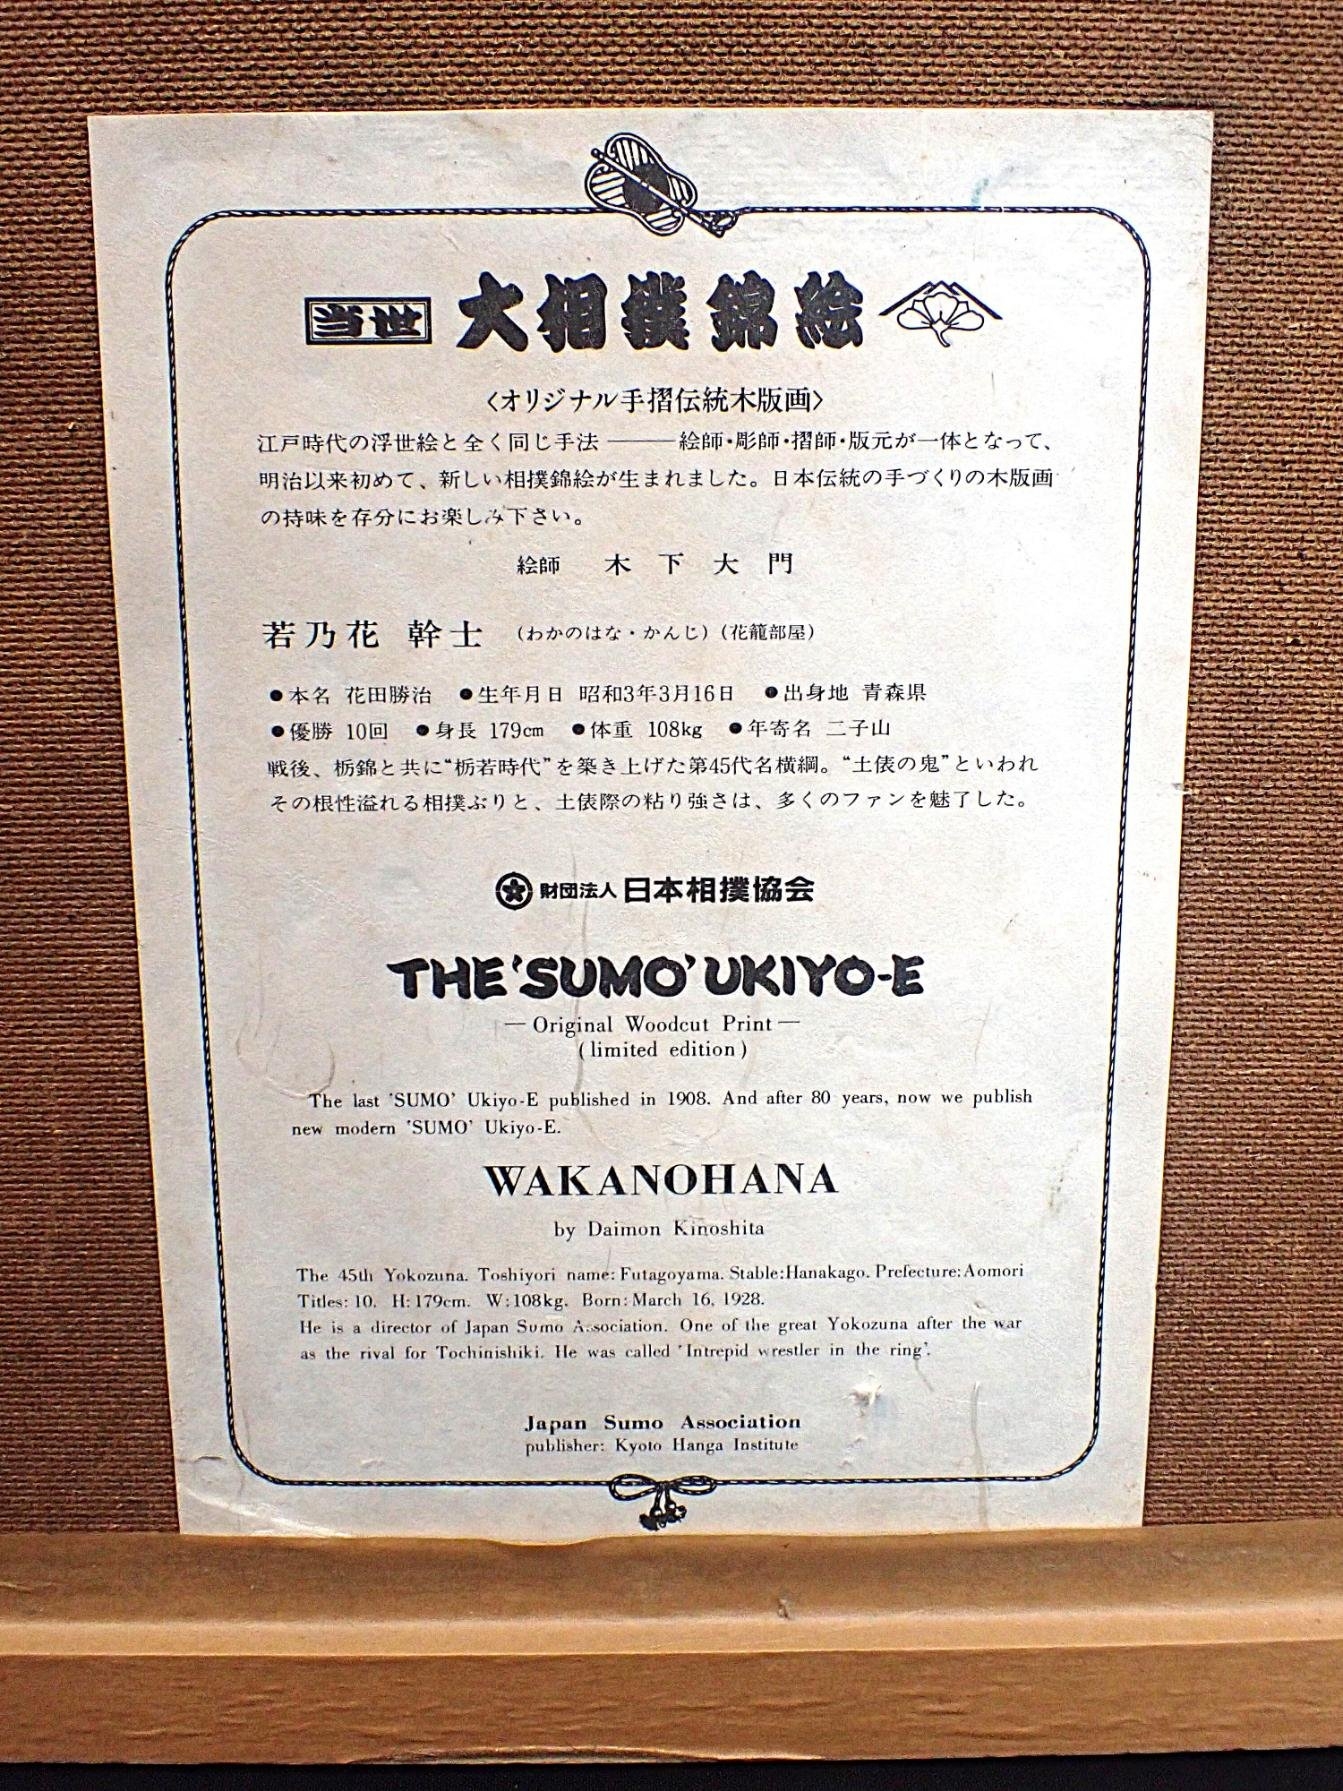 当世 大相撲錦絵
〈オリジナル手摺伝統木版画〉
江戸時代の浮世絵と全く同じ手法 ―― 絵師・彫師・摺師・版元が一体となって、
明治以来初めて、新しい相撲錦絵が生まれました。日本伝統の手づくりの木版画
の持味を存分にお楽しみ下さい。
絵師 木下大門
若乃花 幹士 (わかのはな・かんじ)(花籠部屋)
●本名 花田勝治 ●生年月日 昭和3年3月16日 ●出身地 青森県
●優勝 10回 ●身長 179cm ●体重 108kg ●年寄名 二子山
戦後、栃錦と共に“栃若時代”を築き上げた第45代名横綱。“土俵の鬼”といわれ
その根性溢れる相撲ぶりと、土俵際の粘り強さは、多くのファンを魅了した。
財団法人 日本相撲協会
THE 'SUMO' UKIYO-E
— Original Woodcut Print —
(limited edition)
The last 'SUMO' Ukiyo-E published in 1908. And after 80 years, now we publish
new modern 'SUMO' Ukiyo-E.
WAKANOHANA
by Daimon Kinoshita
The 45th Yokozuna. Toshiyori name: Futagoyama. Stable: Hanakago. Prefecture: Aomori
Titles: 10. H: 179cm. W: 108kg. Born: March 16, 1928.
He is a director of Japan Sumo Association. One of the great Yokozuna after the war
as the rival for Tochinishiki. He was called 'Intrepid wrestler in the ring'.
Japan Sumo Association
publisher: Kyoto Hanga Institute